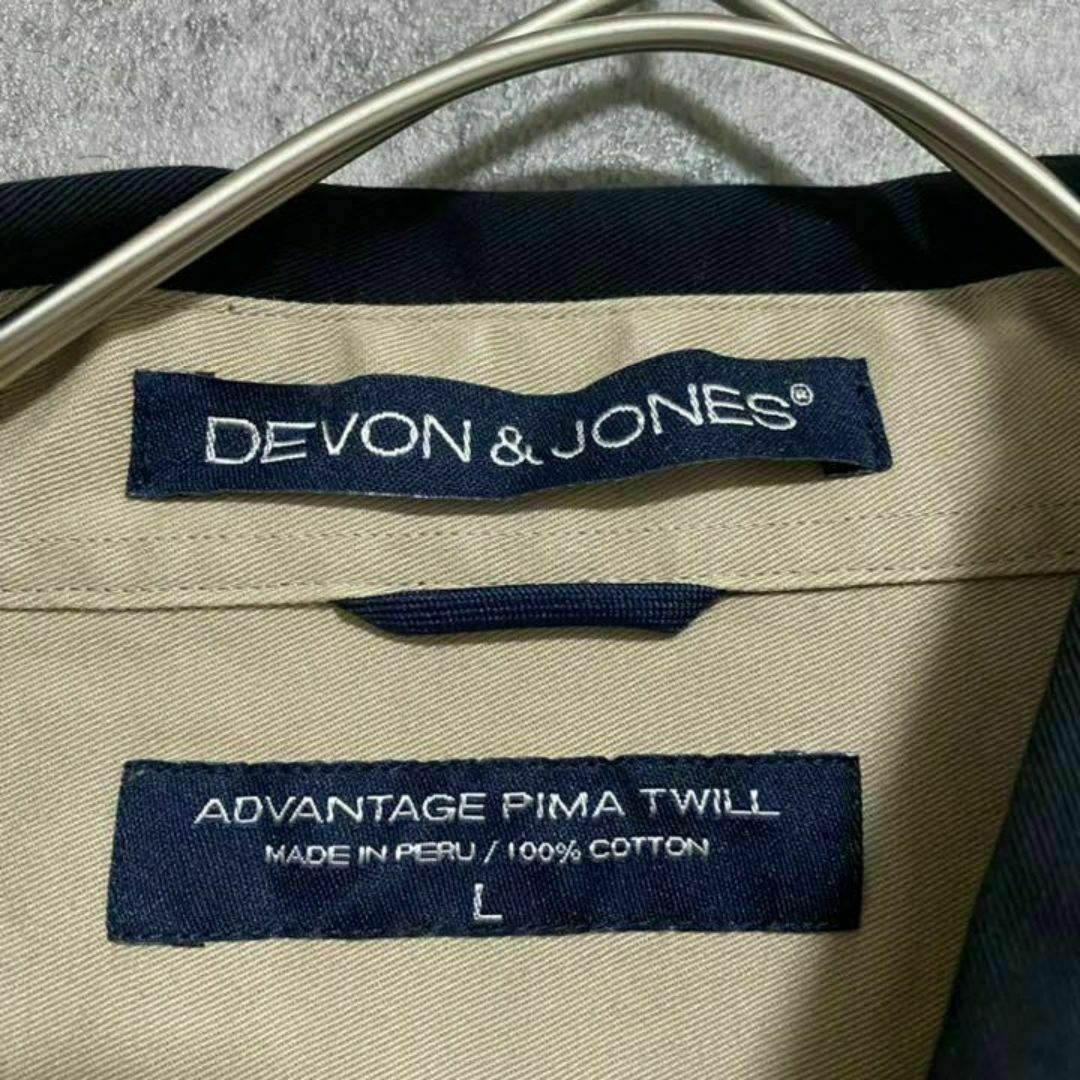 DEVON & JONES®
ADVANTAGE PIMA TWILL
MADE IN PERU / 100% COTTON
L